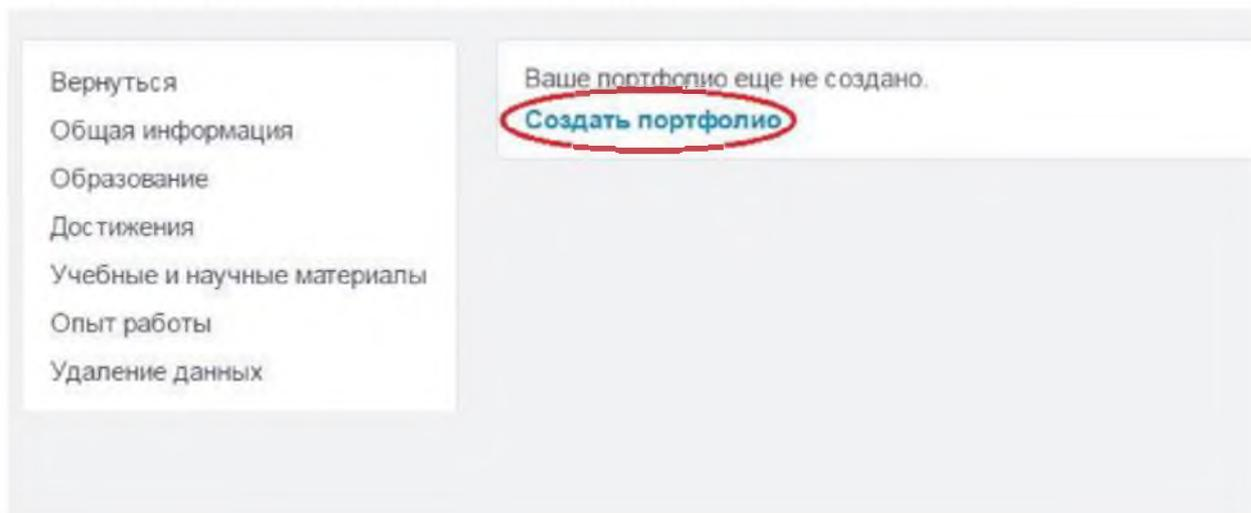 Вернуться
Общая информация
Образование
Достижения
Учебные и научные материалы
Опыт работы
Удаление данных
Ваше портфолио еще не создано.
Создать портфолио